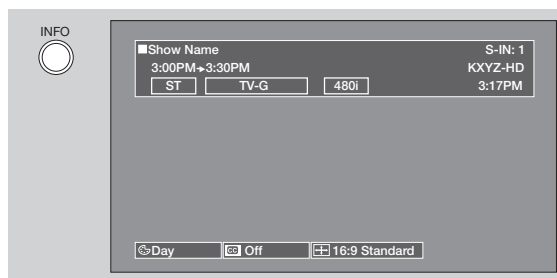 INFO
■Show Name S-IN: 1
3:00PM→3:30PM KXYZ-HD
ST TV-G 480i 3:17PM
Day CC Off 16:9 Standard